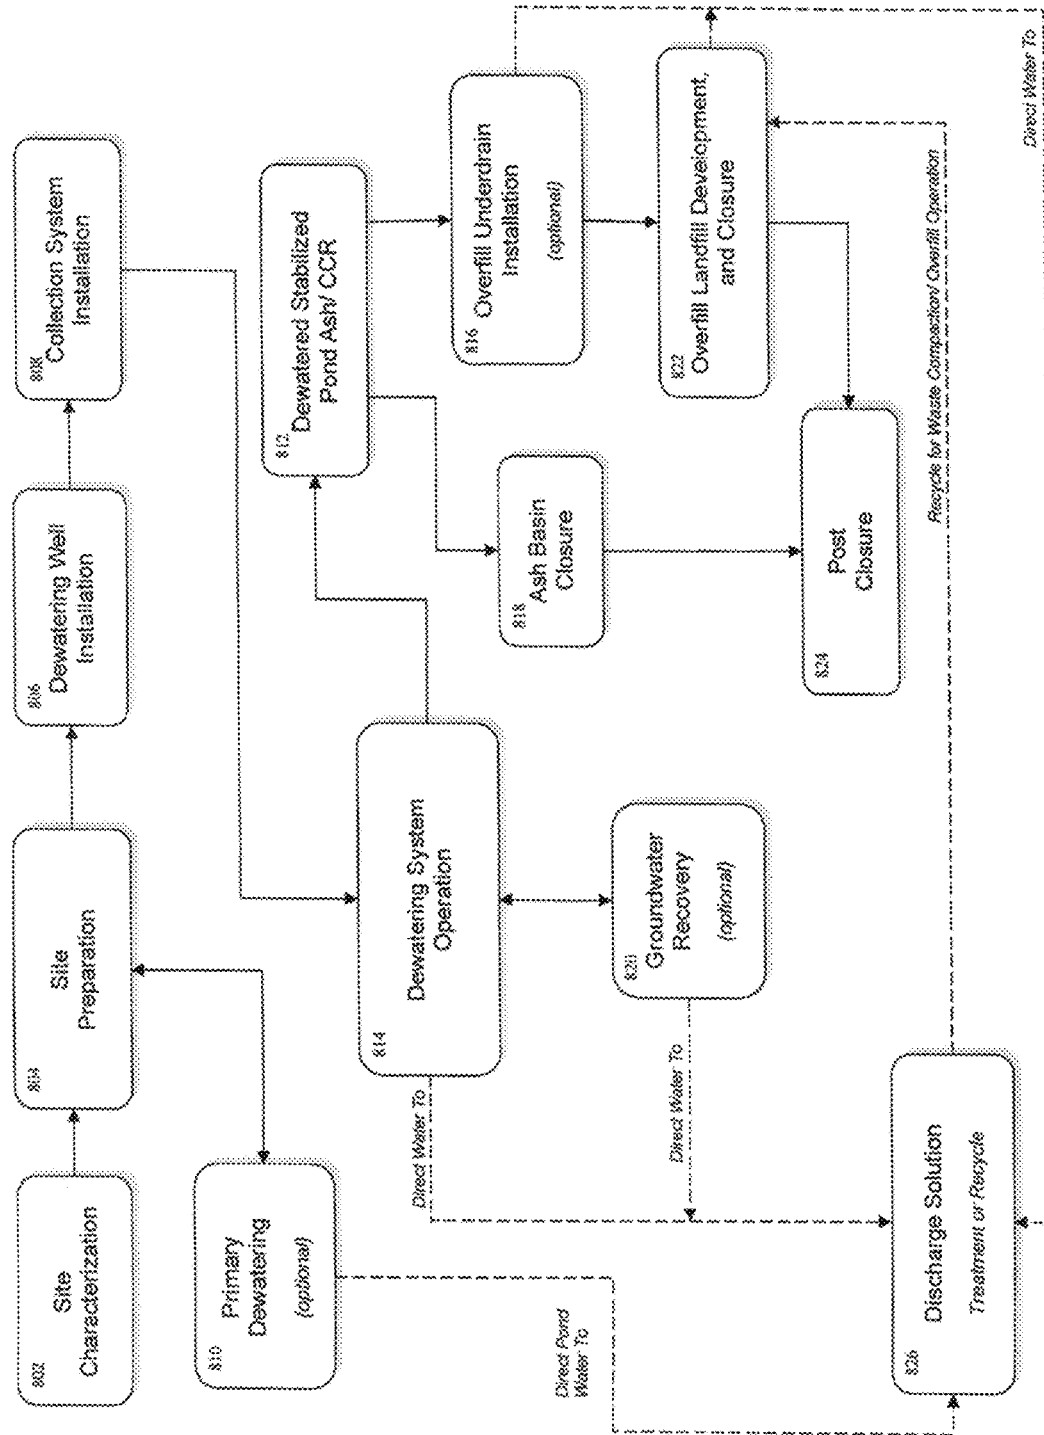 802
Site
Characterization
804
Site
Preparation
806
Dewatering Well
Installation
808
Collection System
Installation
810
Primary
Dewatering
(optional)
812
Dewatered Stabilized
Pond Ash/ CCR
814
Dewatering System
Operation
816
Overfill Underdrain
Installation
(optional)
818
Ash Basin
Closure
820
Groundwater
Recovery
(optional)
822
Overfill Landfill Development,
and Closure
824
Post
Closure
826
Discharge Solution
Treatment or Recycle
Direct Pond
Water To
Direct Water To
Direct Water To
Recycle for Waste Compaction/ Overfill Operation
Direct Water To